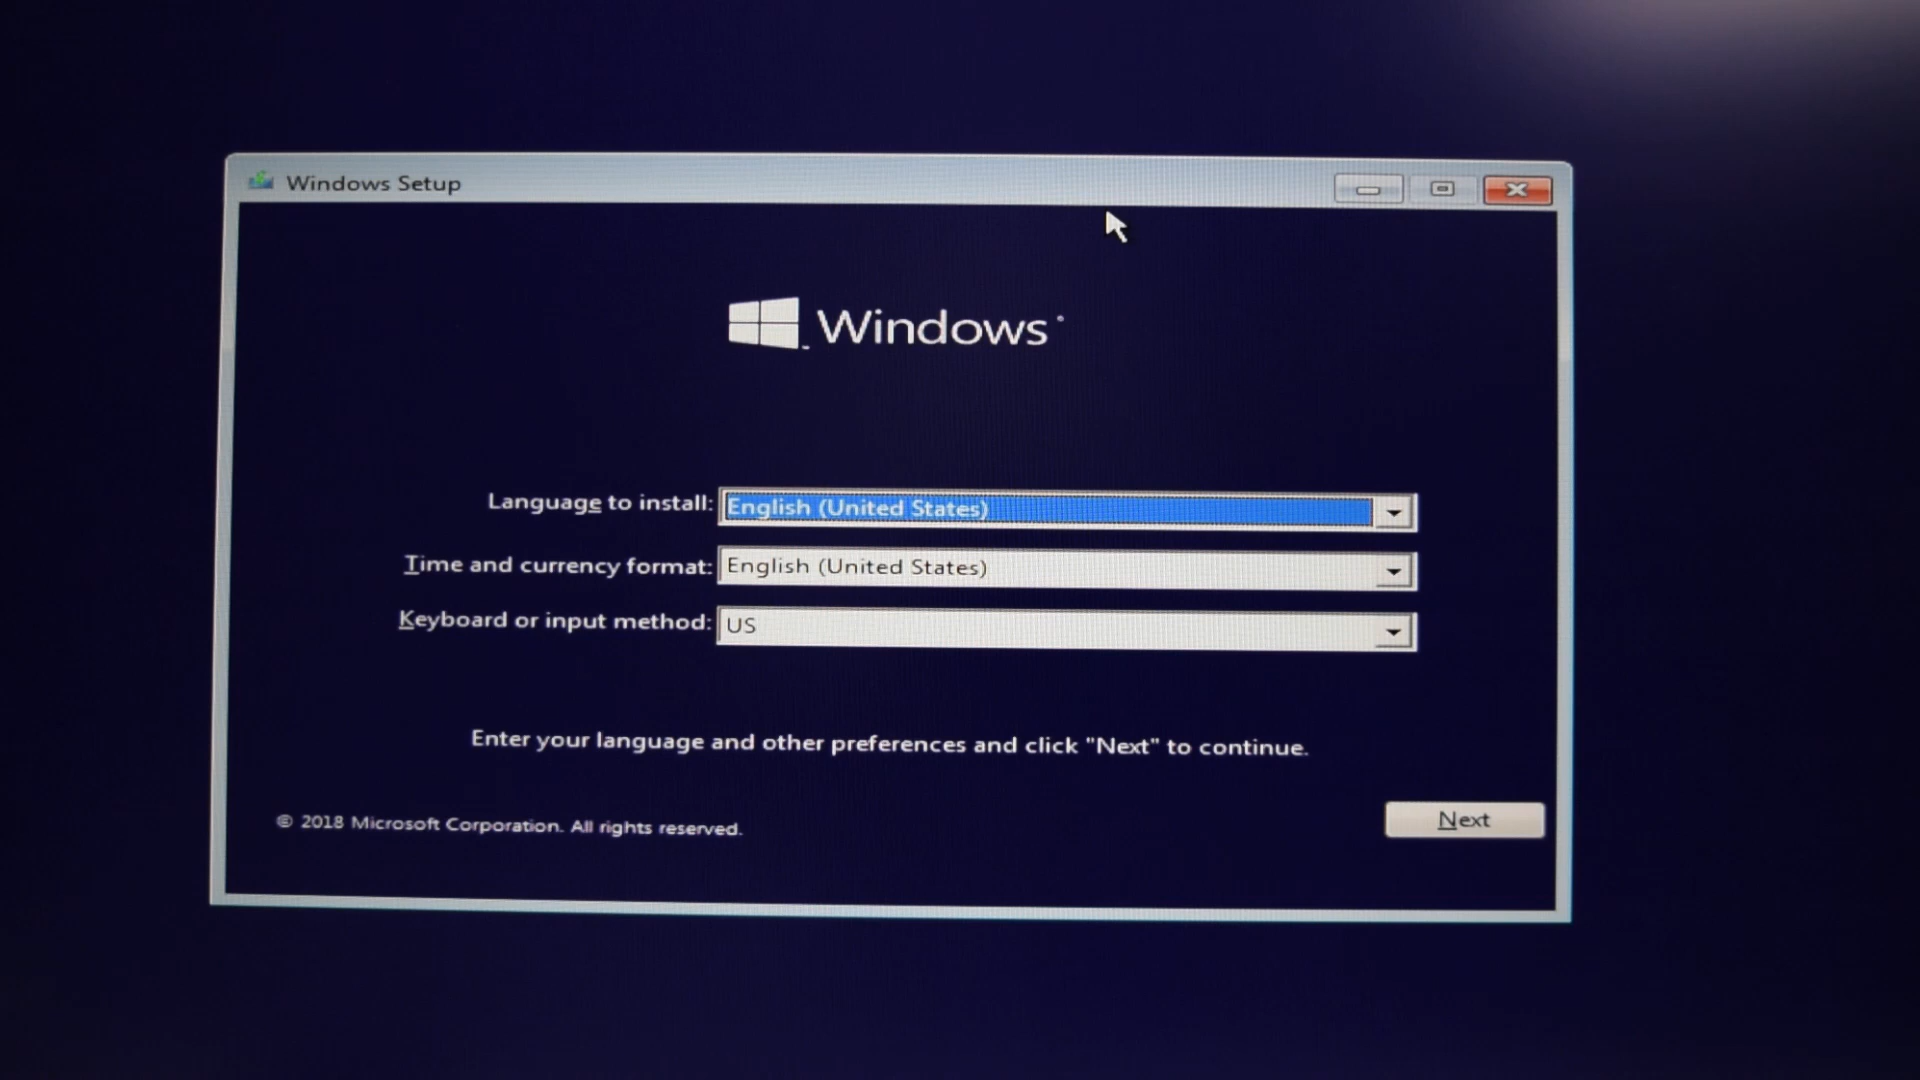 Windows Setup
Windows
Language to install: English (United States)
Time and currency format: English (United States)
Keyboard or input method: US
Enter your language and other preferences and click "Next" to continue.
© 2018 Microsoft Corporation. All rights reserved.
Next